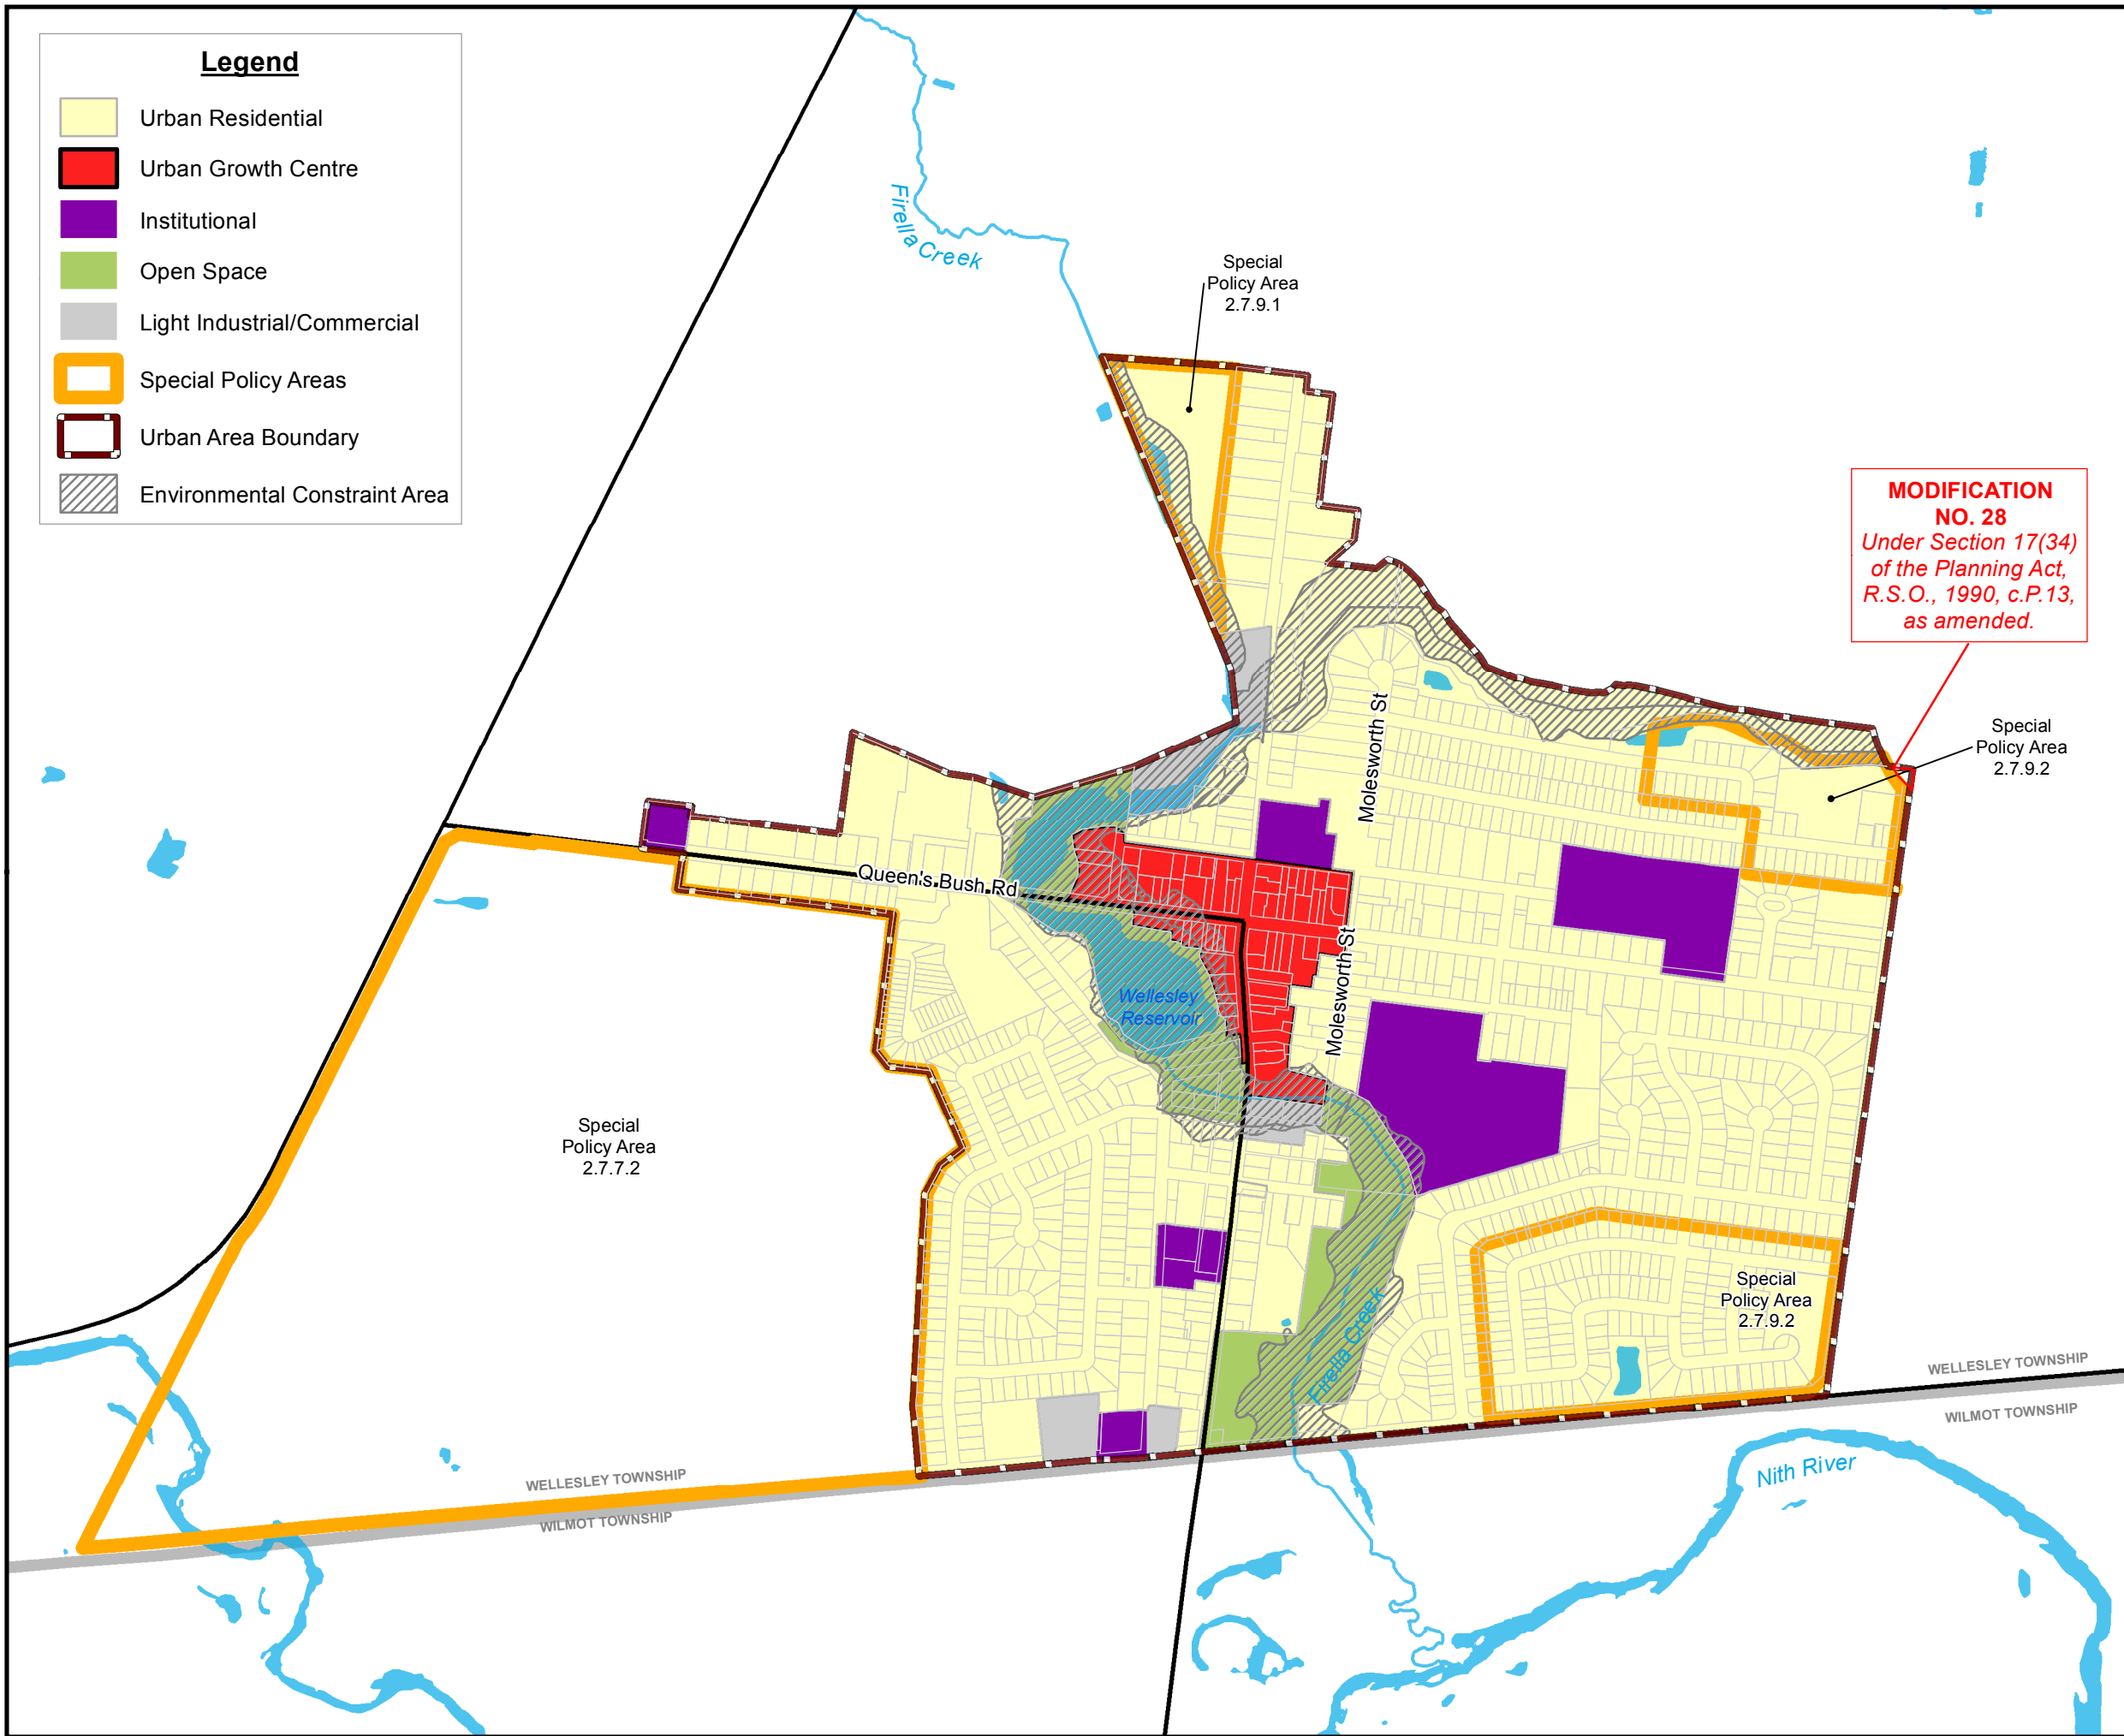 Legend
Urban Residential
Urban Growth Centre
Institutional
Open Space
Light Industrial/Commercial
Special Policy Areas
Urban Area Boundary
Environmental Constraint Area
Firella Creek
Special
Policy Area
2.7.9.1
MODIFICATION
NO. 28
Under Section 17(34)
of the Planning Act,
R.S.O., 1990, c.P.13,
as amended.
Special
Policy Area
2.7.9.2
Molesworth St
Queen's Bush Rd
Molesworth St
Wellesley
Reservoir
Special
Policy Area
2.7.7.2
Special
Policy Area
2.7.9.2
Firella Creek
WELLESLEY TOWNSHIP
WILMOT TOWNSHIP
WELLESLEY TOWNSHIP
WILMOT TOWNSHIP
Nith River